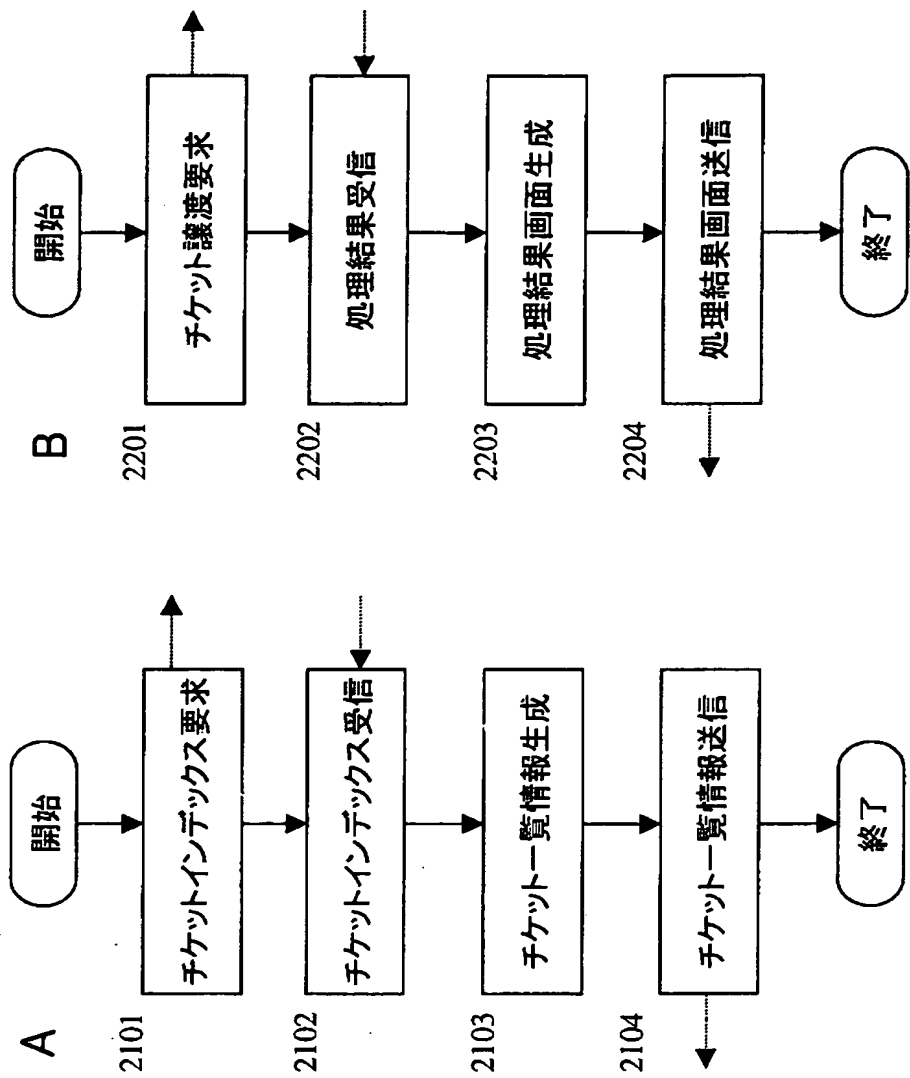 A
開始
2101
チケットインデックス要求
2102
チケットインデックス受信
2103
チケット一覧情報生成
2104
チケット一覧情報送信
終了
B
開始
2201
チケット譲渡要求
2202
処理結果受信
2203
処理結果画面生成
2204
処理結果画面送信
終了